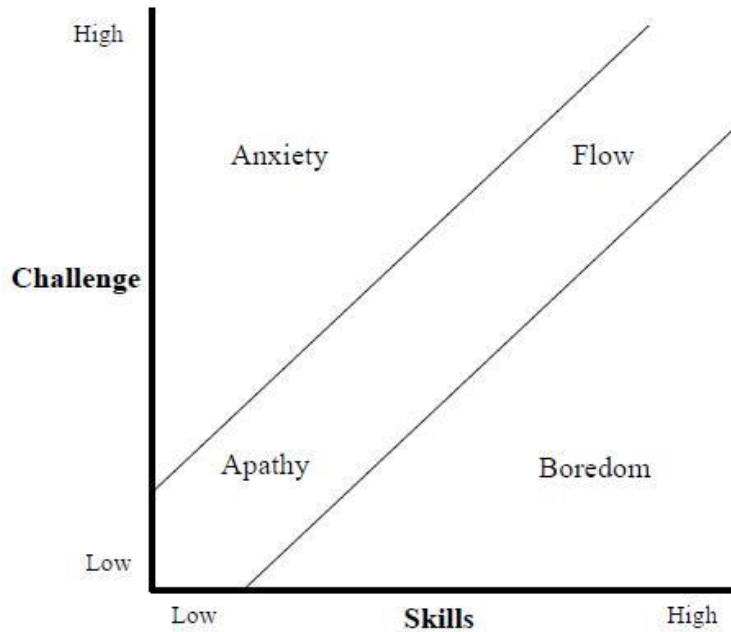 High
Anxiety
Flow
Challenge
Apathy
Boredom
Low
Low
Skills
High